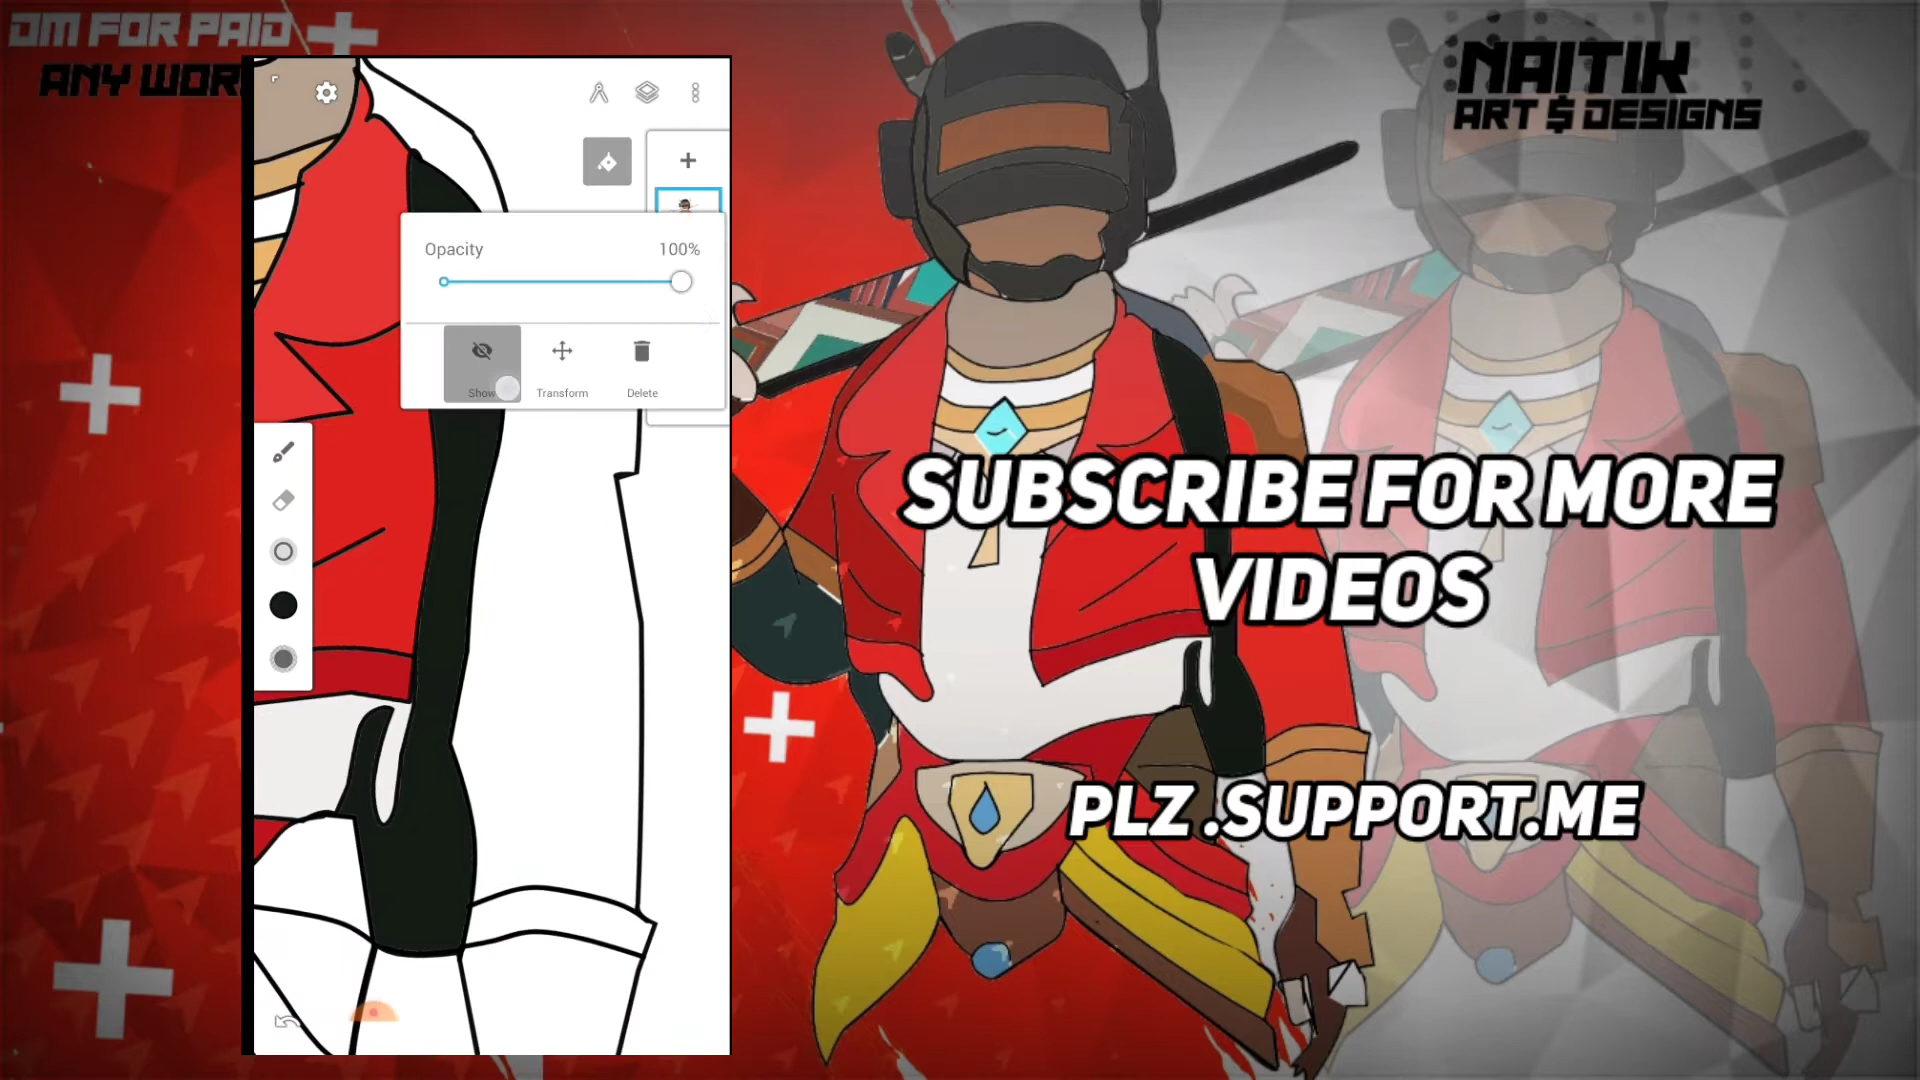 DM FOR PAID
ANY WOR
NAITIK
ART $ DESIGNS
Opacity 100%
Show Transform Delete
SUBSCRIBE FOR MORE
VIDEOS
PLZ .SUPPORT.ME